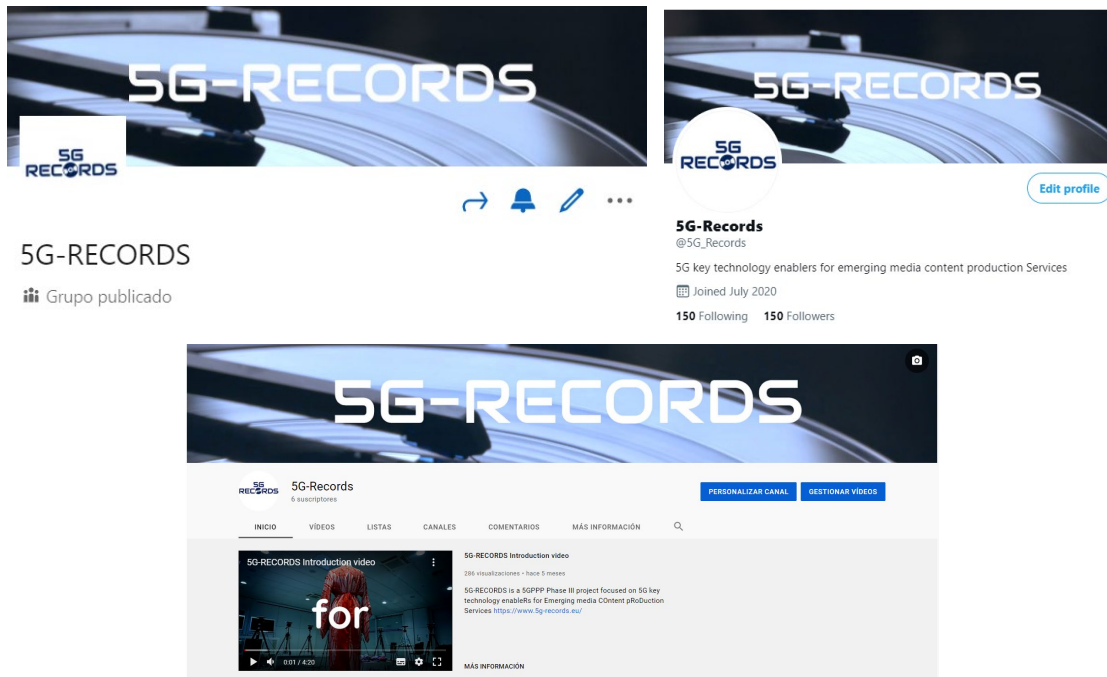 5G-RECORDS
5G
RECORDS
5G-RECORDS
Grupo publicado
5G-RECORDS
5G
RECORDS
Edit profile
5G-Records
@5G_Records
5G key technology enablers for emerging media content production Services
Joined July 2020
150 Following 150 Followers
5G-RECORDS
5G
RECORDS
5G-Records
6 suscriptores
PERSONALIZAR CANAL GESTIONAR VÍDEOS
INICIO VÍDEOS LISTAS CANALES COMENTARIOS MÁS INFORMACIÓN
5G-RECORDS Introduction video
for
0:01 / 4:20
5G-RECORDS Introduction video
286 visualizaciones • hace 5 meses
5G-RECORDS is a 5GPPP Phase III project focused on 5G key
technology enableRs for Emerging media COntent pRoDuction
Services https://www.5g-records.eu/
MÁS INFORMACIÓN